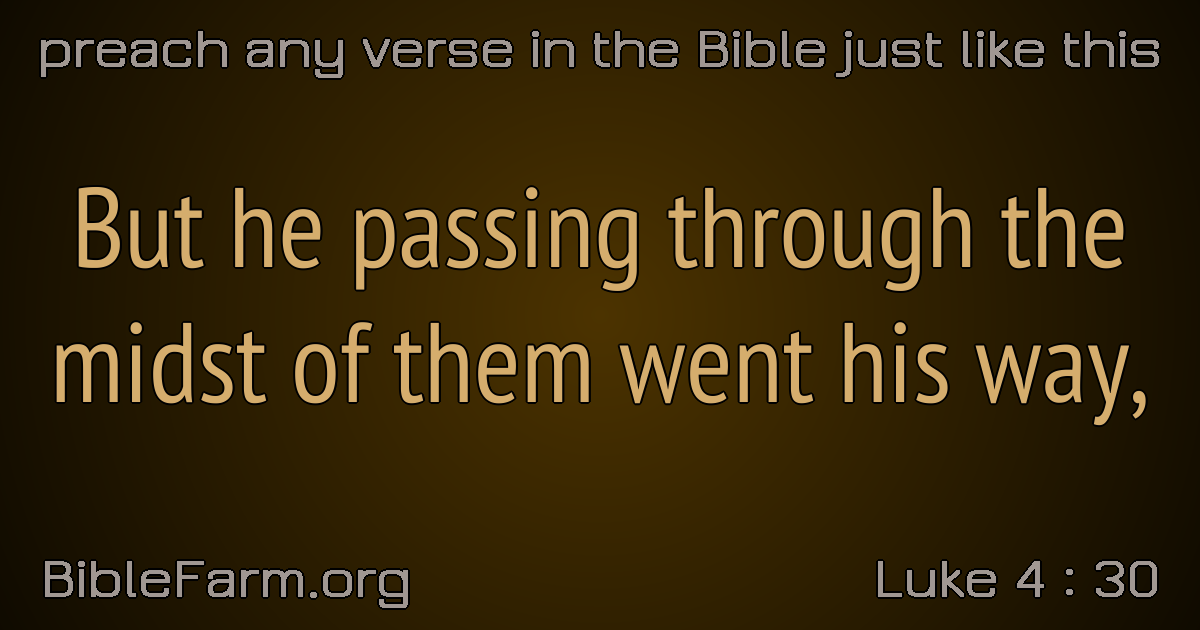 preach any verse in the Bible just like this
But he passing through the
midst of them went his way,
BibleFarm.org
Luke 4 : 30